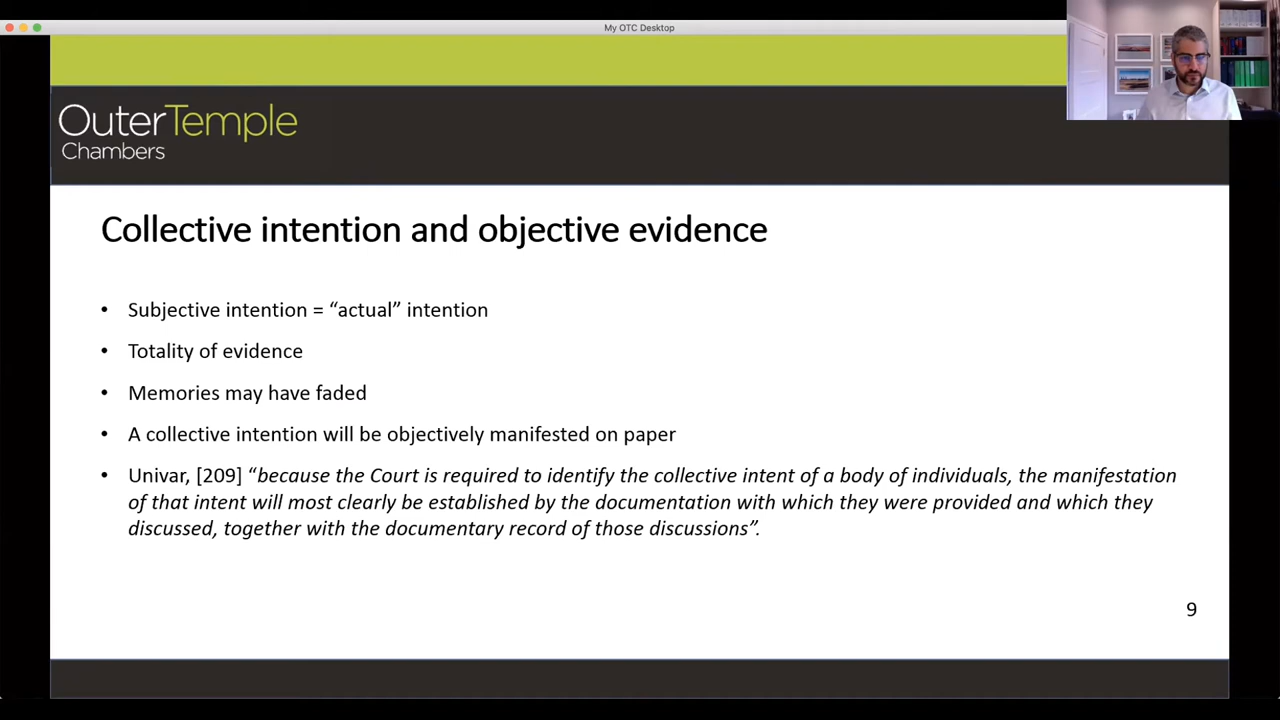 My OTC Desktop
OuterTemple
Chambers
Collective intention and objective evidence
• Subjective intention = “actual” intention
• Totality of evidence
• Memories may have faded
• A collective intention will be objectively manifested on paper
• Univar, [209] “because the Court is required to identify the collective intent of a body of individuals, the manifestation
of that intent will most clearly be established by the documentation with which they were provided and which they
discussed, together with the documentary record of those discussions”.
9